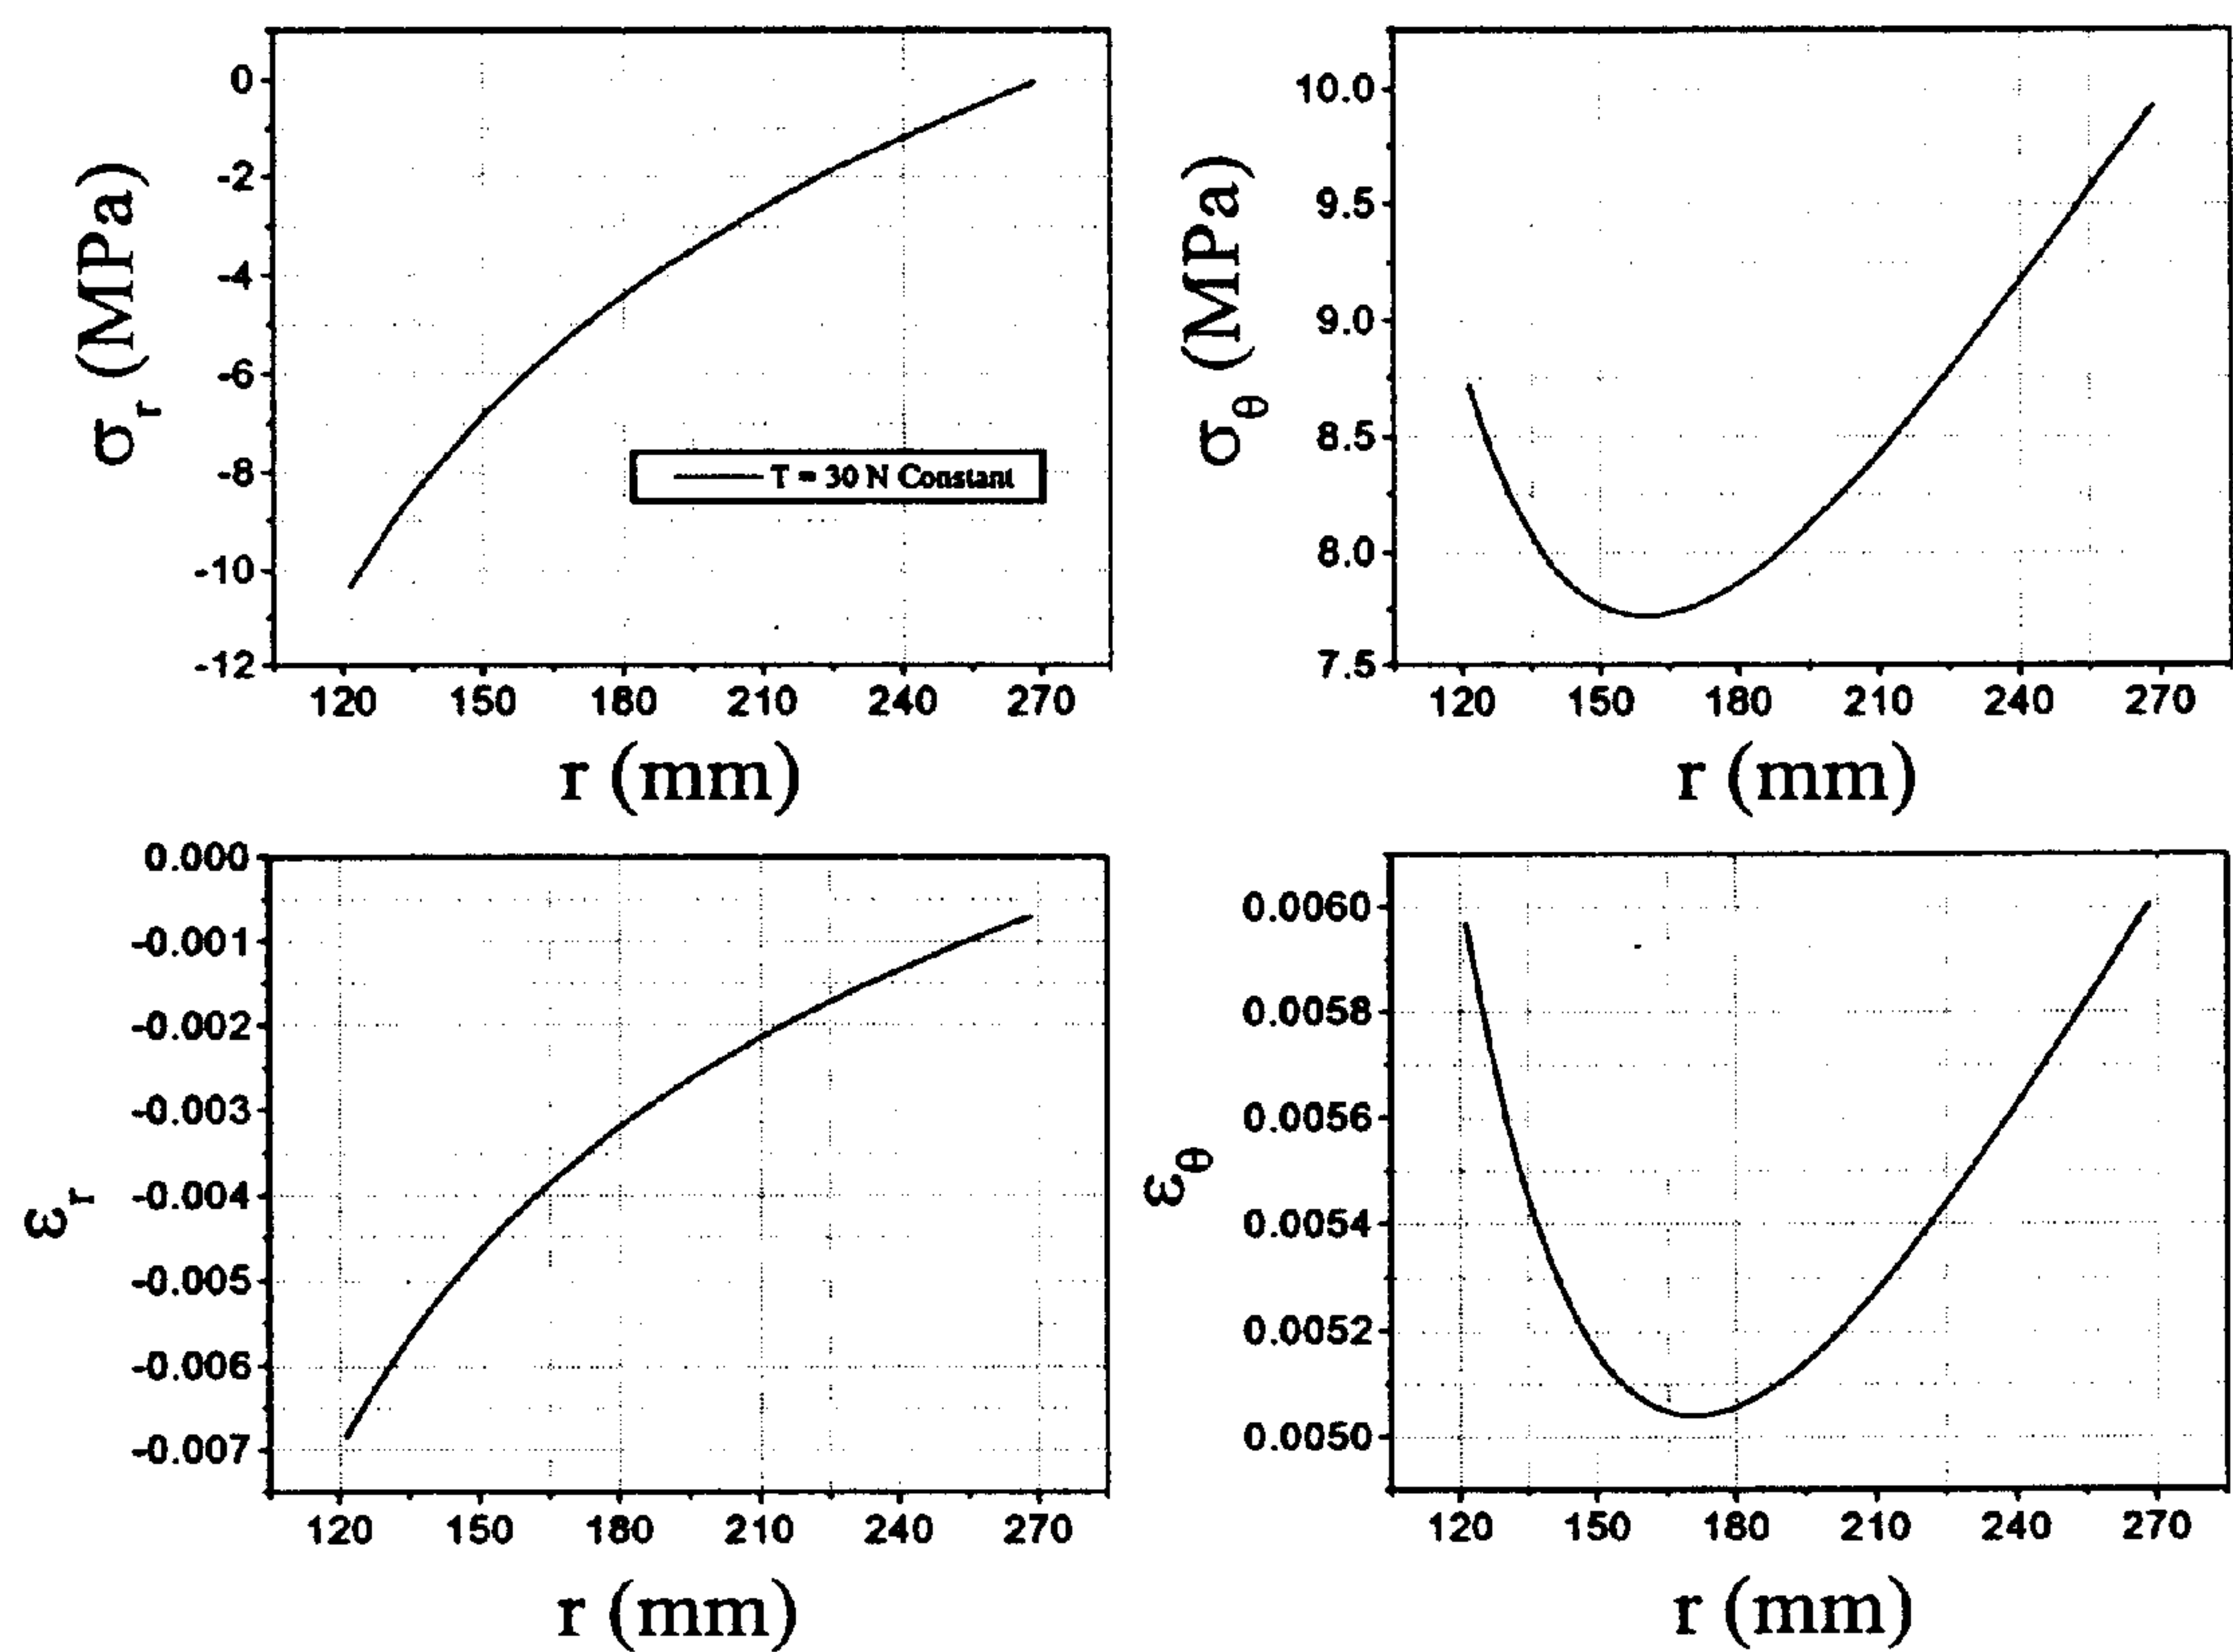 σr (MPa)
0
-2
-4
-6
-8
-10
-12
T = 30 N Constant
120 150 180 210 240 270
r (mm)
σθ (MPa)
10.0
9.5
9.0
8.5
8.0
7.5
120 150 180 210 240 270
r (mm)
εr
0.000
-0.001
-0.002
-0.003
-0.004
-0.005
-0.006
-0.007
120 150 180 210 240 270
r (mm)
εθ
0.0060
0.0058
0.0056
0.0054
0.0052
0.0050
120 150 180 210 240 270
r (mm)